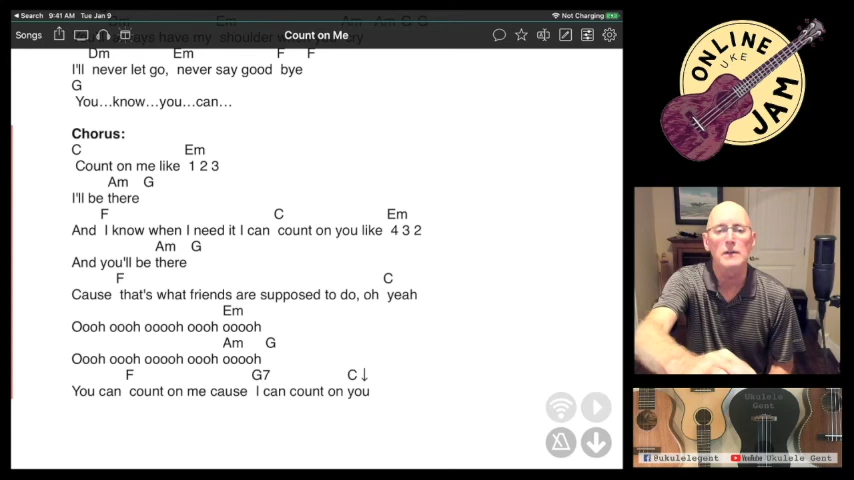 Search 9:41 AM Tue Jan 9
Not Charging
Songs
Count on Me
Dm Em F F
I'll never let go, never say good bye
G
You...know...you...can...
Chorus:
C Em
Count on me like 1 2 3
Am G
I'll be there
F C Em
And I know when I need it I can count on you like 4 3 2
Am G
And you'll be there
F C
Cause that's what friends are supposed to do, oh yeah
Em
Oooh oooh ooooh oooh ooooh
Am G
Oooh oooh ooooh oooh ooooh
F G7 C↓
You can count on me cause I can count on you
ONLINE
UKE
JAM
Ukulele
Gent
@ukulelegent YouTube Ukulele Gent